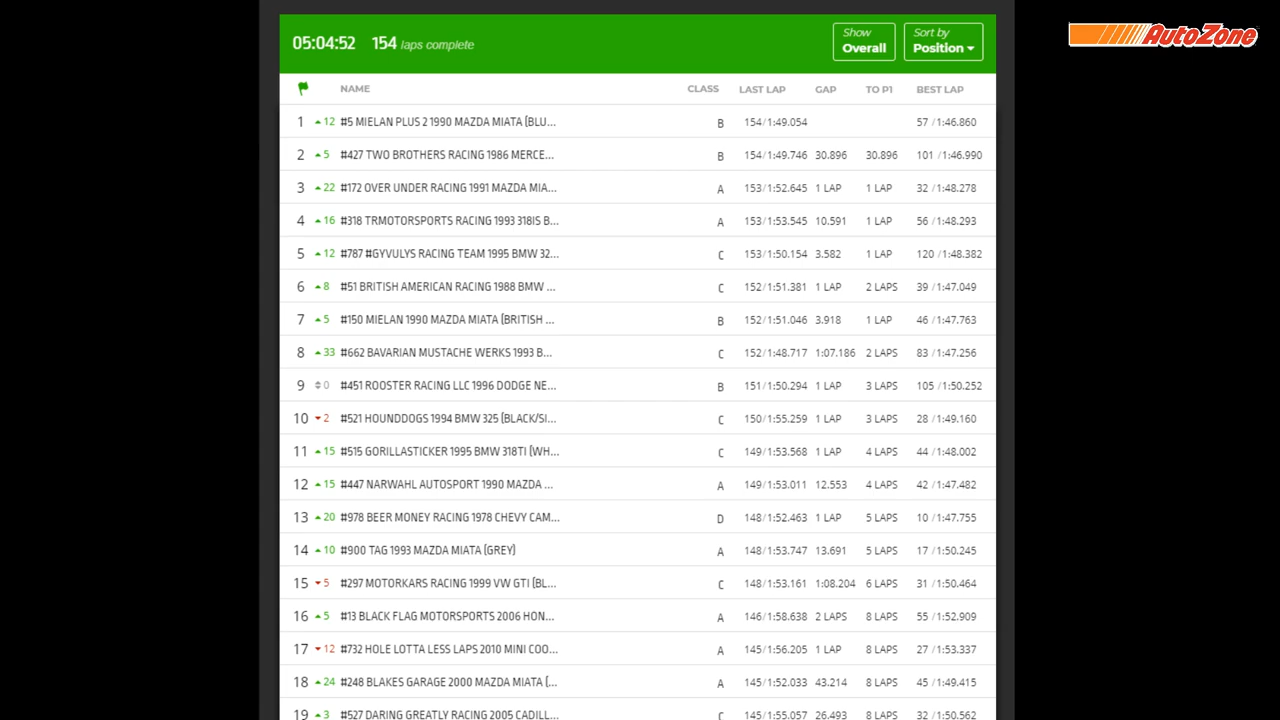 AutoZone
05:04:52 154 laps complete Show Overall Sort by Position
NAME CLASS LAST LAP GAP TO P1 BEST LAP
1 12 #5 MIELAN PLUS 2 1990 MAZDA MIATA (BLU... B 154/1:49.054 57 /1:46.860
2 5 #427 TWO BROTHERS RACING 1986 MERCE... B 154/1:49.746 30.896 30.896 101 /1:46.990
3 22 #172 OVER UNDER RACING 1991 MAZDA MIA... A 153/1:52.645 1 LAP 1 LAP 32 /1:48.278
4 16 #318 TRMOTORSPORTS RACING 1993 318IS B... A 153/1:53.545 10.591 1 LAP 56 /1:48.293
5 12 #787 #GYVULYS RACING TEAM 1995 BMW 32... C 153/1:50.154 3.582 1 LAP 120 /1:48.382
6 8 #51 BRITISH AMERICAN RACING 1988 BMW ... C 152/1:51.381 1 LAP 2 LAPS 39 /1:47.049
7 5 #150 MIELAN 1990 MAZDA MIATA (BRITISH ... B 152/1:51.046 3.918 1 LAP 46 /1:47.763
8 33 #662 BAVARIAN MUSTACHE WERKS 1993 B... C 152/1:48.717 1:07.186 2 LAPS 83 /1:47.256
9 0 #451 ROOSTER RACING LLC 1996 DODGE NE... B 151/1:50.294 1 LAP 3 LAPS 105 /1:50.252
10 2 #521 HOUNDDOGS 1994 BMW 325 (BLACK/SI... C 150/1:55.259 1 LAP 3 LAPS 28 /1:49.160
11 15 #515 GORILLASTICKER 1995 BMW 318TI (WH... C 149/1:53.568 1 LAP 4 LAPS 44 /1:48.002
12 15 #447 NARWAHL AUTOSPORT 1990 MAZDA ... A 149/1:53.011 12.553 4 LAPS 42 /1:47.482
13 20 #978 BEER MONEY RACING 1978 CHEVY CAM... D 148/1:52.463 1 LAP 5 LAPS 10 /1:47.755
14 10 #900 TAG 1993 MAZDA MIATA (GREY) A 148/1:53.747 13.691 5 LAPS 17 /1:50.245
15 5 #297 MOTORKARS RACING 1999 VW GTI (BL... C 148/1:53.161 1:08.204 6 LAPS 31 /1:50.464
16 5 #13 BLACK FLAG MOTORSPORTS 2006 HON... A 146/1:58.638 2 LAPS 8 LAPS 55 /1:52.909
17 12 #732 HOLE LOTTA LESS LAPS 2010 MINI COO... A 145/1:56.205 1 LAP 8 LAPS 27 /1:53.337
18 24 #248 BLAKES GARAGE 2000 MAZDA MIATA (... A 145/1:52.033 43.214 8 LAPS 45 /1:49.415
19 3 #527 DARING GREATLY RACING 2005 CADILL... C 145/1:55.057 26.493 8 LAPS 32 /1:50.562